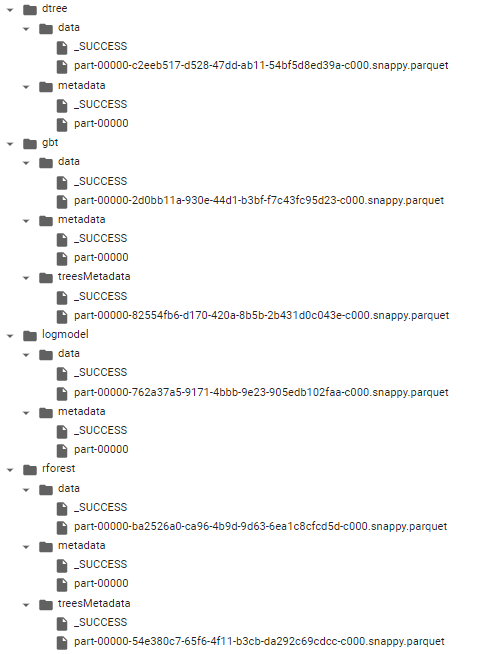 dtree
data
_SUCCESS
part-00000-c2eeb517-d528-47dd-ab11-54bf5d8ed39a-c000.snappy.parquet
metadata
_SUCCESS
part-00000
gbt
data
_SUCCESS
part-00000-2d0bb11a-930e-44d1-b3bf-f7c43fc95d23-c000.snappy.parquet
metadata
_SUCCESS
part-00000
treesMetadata
_SUCCESS
part-00000-82554fb6-d170-420a-8b5b-2b431d0c043e-c000.snappy.parquet
logmodel
data
_SUCCESS
part-00000-762a37a5-9171-4bbb-9e23-905edb102faa-c000.snappy.parquet
metadata
_SUCCESS
part-00000
rforest
data
_SUCCESS
part-00000-ba2526a0-ca96-4b9d-9d63-6ea1c8cfcd5d-c000.snappy.parquet
metadata
_SUCCESS
part-00000
treesMetadata
_SUCCESS
part-00000-54e380c7-65f6-4f11-b3cb-da292c69cdcc-c000.snappy.parquet